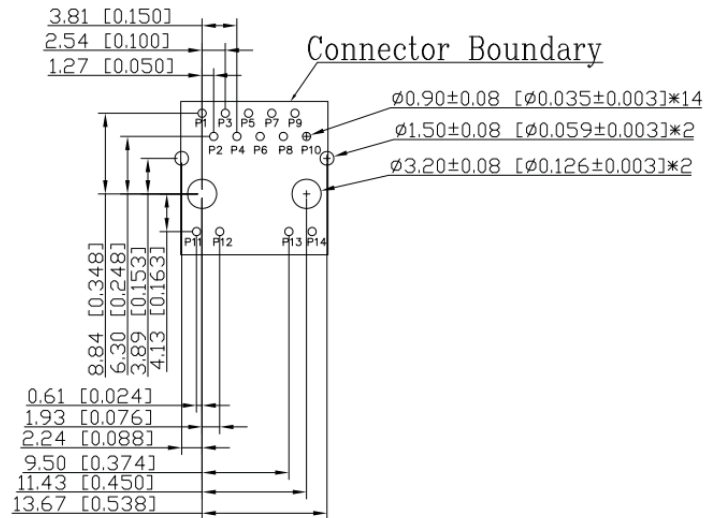 3.81 [0.150]
2.54 [0.100]
1.27 [0.050]
Connector Boundary
P1 P3 P5 P7 P9
P2 P4 P6 P8 P10
ø0.90±0.08 [ø0.035±0.003]*14
ø1.50±0.08 [ø0.059±0.003]*2
ø3.20±0.08 [ø0.126±0.003]*2
P11 P12 P13 P14
8.84 [0.348]
6.30 [0.248]
3.89 [0.153]
4.13 [0.163]
0.61 [0.024]
1.93 [0.076]
2.24 [0.088]
9.50 [0.374]
11.43 [0.450]
13.67 [0.538]